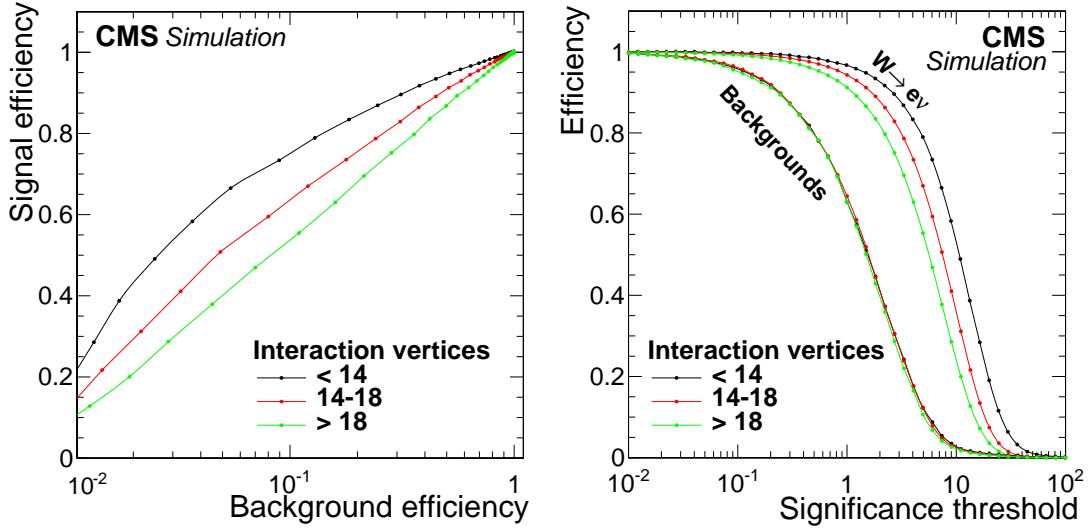 CMS Simulation
Signal efficiency
1
0.8
0.6
0.4
0.2
0
Interaction vertices
< 14
14-18
> 18
10-2
10-1
1
Background efficiency
CMS
Simulation
Efficiency
1
0.8
0.6
0.4
0.2
0
W→eν
Backgrounds
Interaction vertices
< 14
14-18
> 18
10-2
10-1
1
10
102
Significance threshold